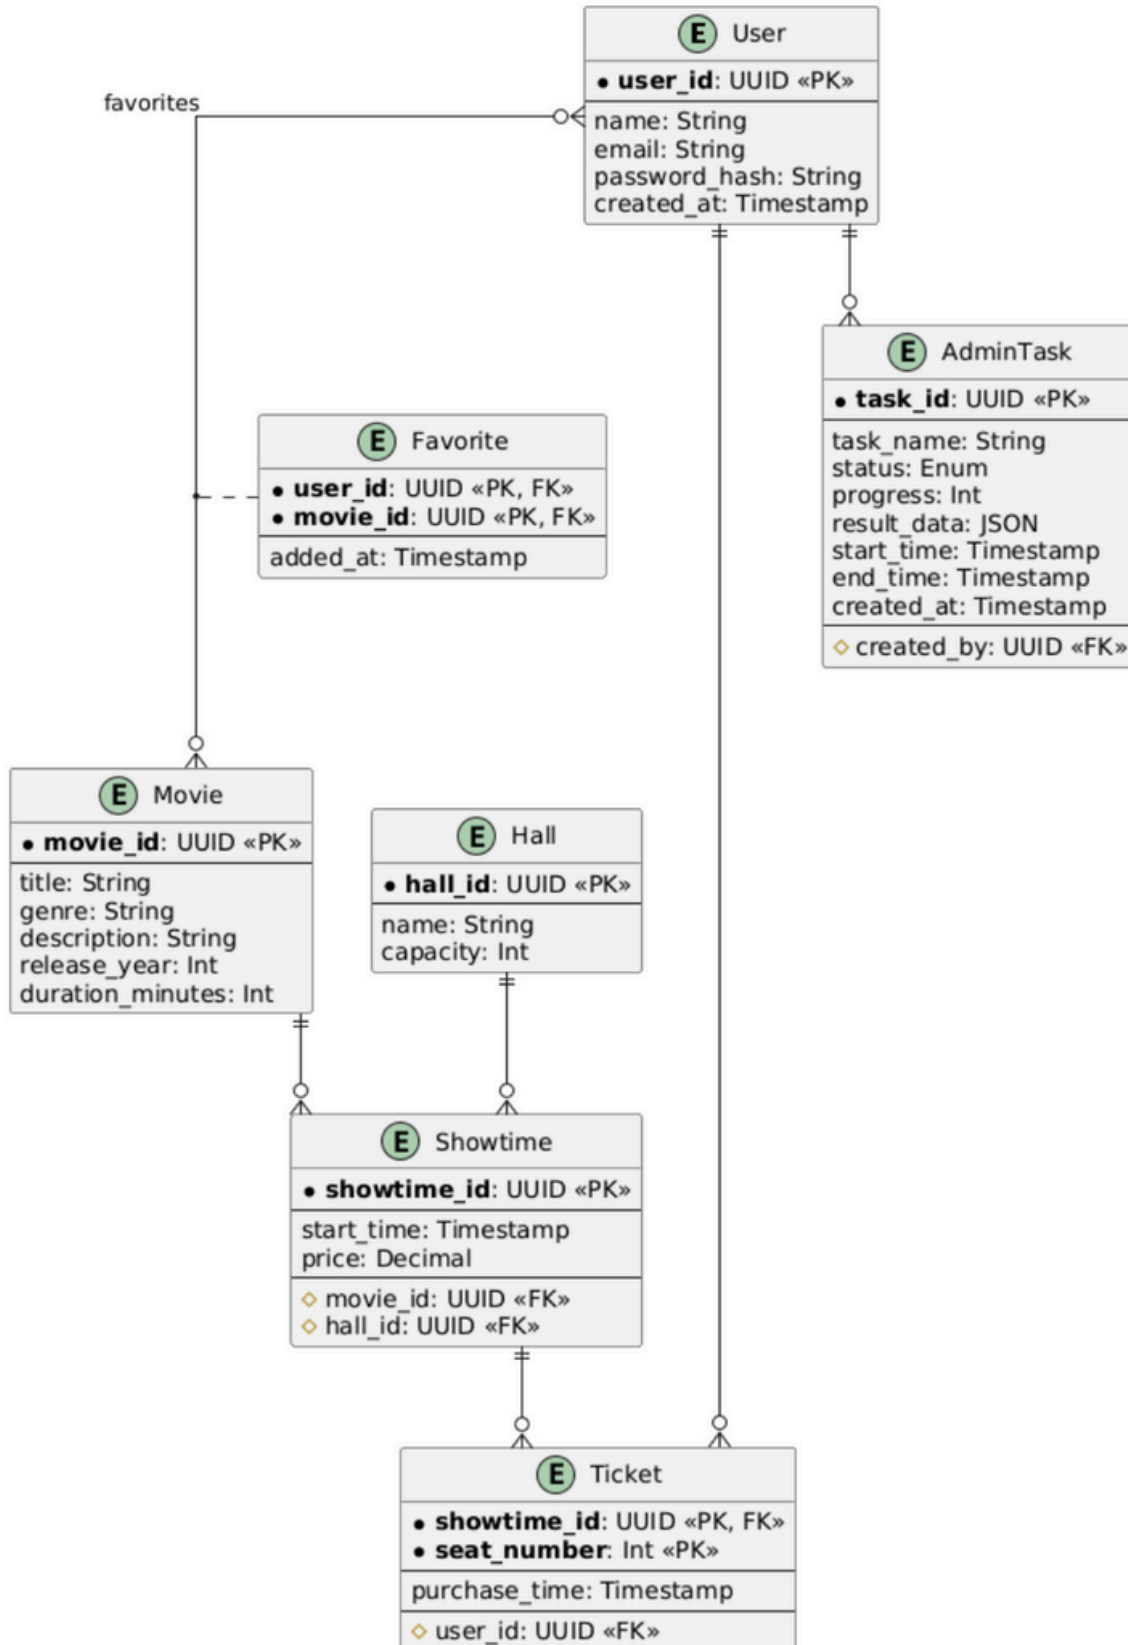 E User
user_id: UUID «PK»
name: String
email: String
password_hash: String
created_at: Timestamp
favorites
E AdminTask
task_id: UUID «PK»
task_name: String
status: Enum
progress: Int
result_data: JSON
start_time: Timestamp
end_time: Timestamp
created_at: Timestamp
created_by: UUID «FK»
E Favorite
user_id: UUID «PK, FK»
movie_id: UUID «PK, FK»
added_at: Timestamp
E Movie
movie_id: UUID «PK»
title: String
genre: String
description: String
release_year: Int
duration_minutes: Int
E Hall
hall_id: UUID «PK»
name: String
capacity: Int
E Showtime
showtime_id: UUID «PK»
start_time: Timestamp
price: Decimal
movie_id: UUID «FK»
hall_id: UUID «FK»
E Ticket
showtime_id: UUID «PK, FK»
seat_number: Int «PK»
purchase_time: Timestamp
user_id: UUID «FK»